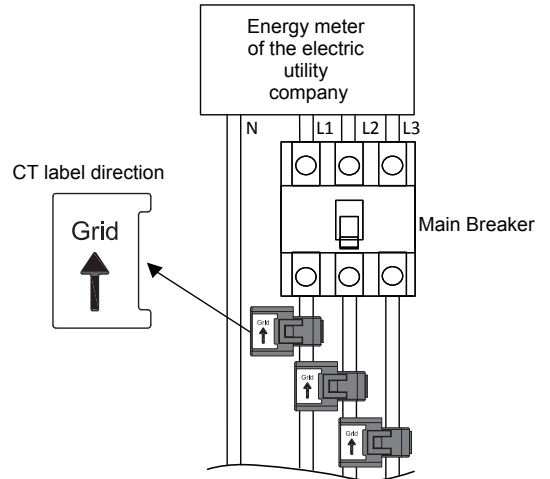 Energy meter
of the electric
utility
company
N
L1
L2
L3
CT label direction
Grid
Main Breaker
Grid
Grid
Grid